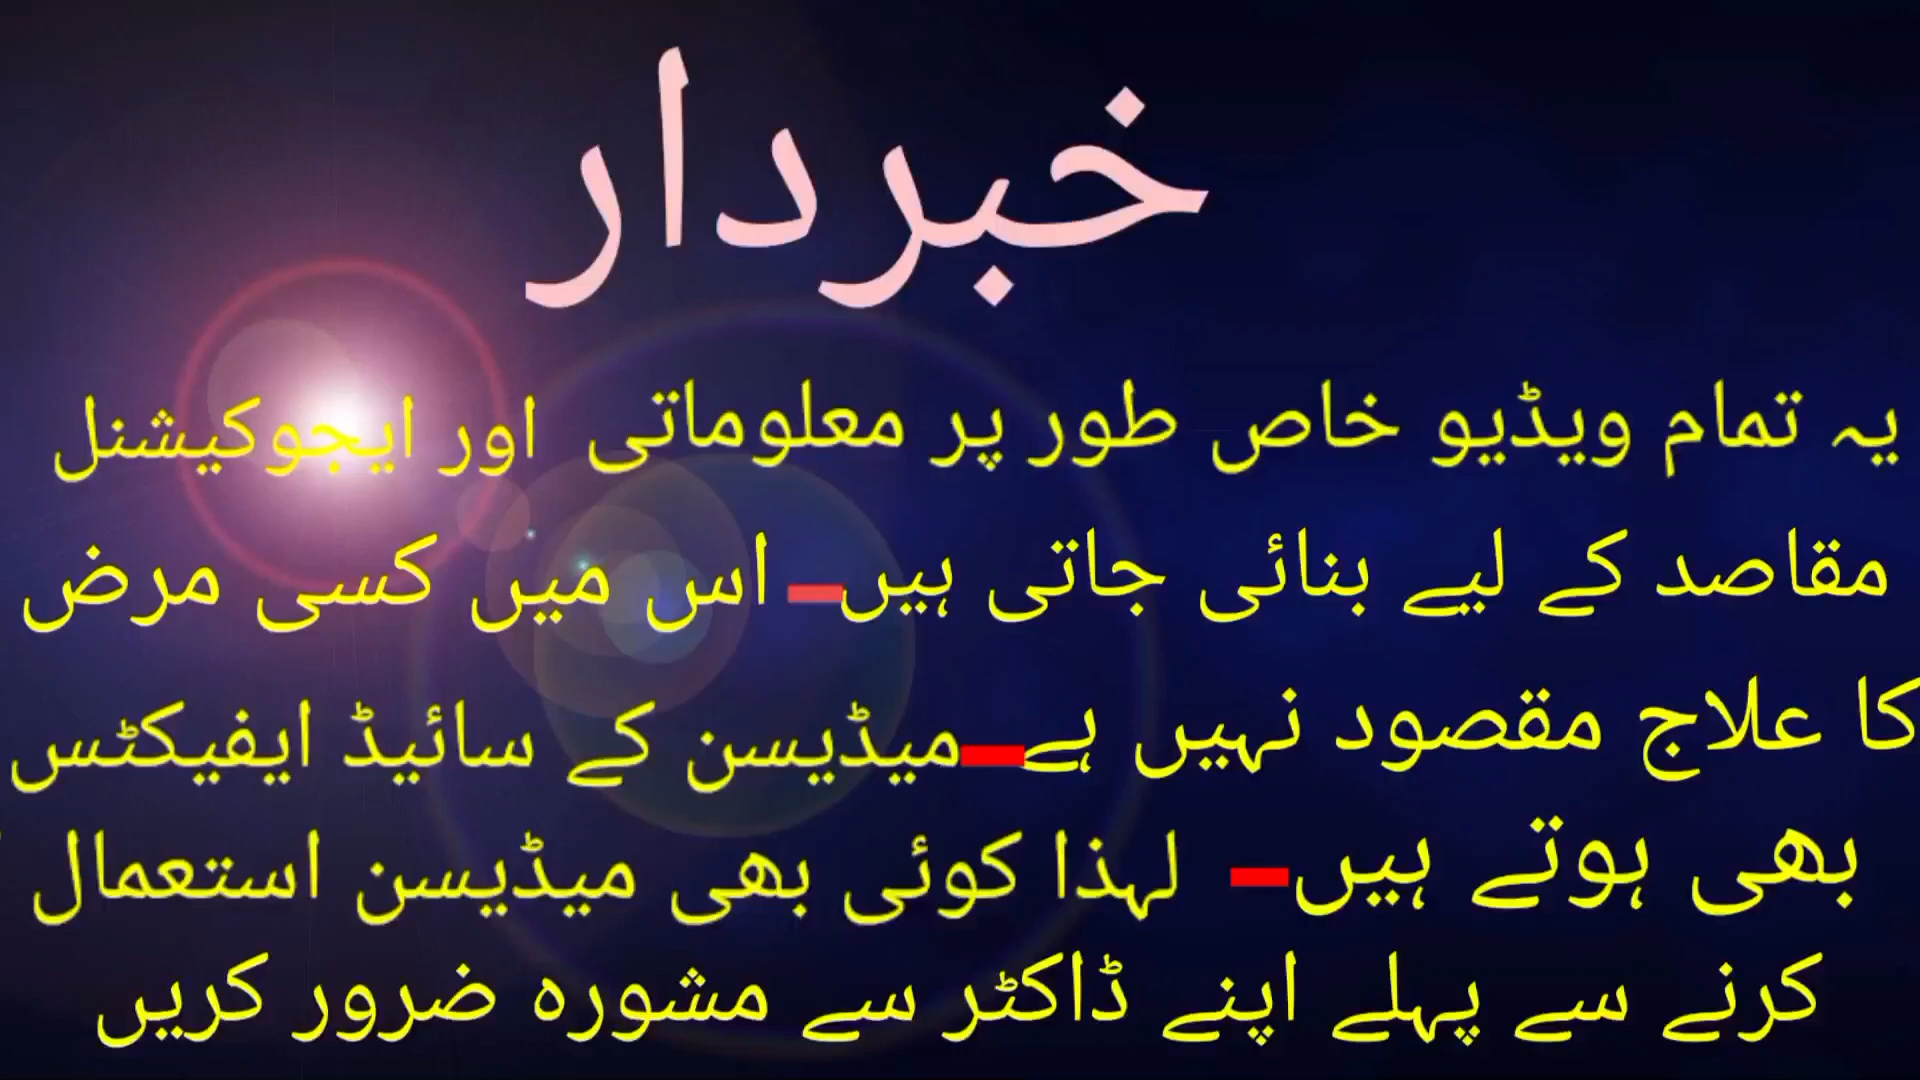 خبردار
یہ تمام ویڈیو خاص طور پر معلوماتی اور ایجوکیشنل
مقاصد کے لیے بنائی جاتی ہیں۔ اس میں کسی مرض
کا علاج مقصود نہیں ہے۔میڈیسن کے سائیڈ ایفیکٹس
بھی ہوتے ہیں۔ لہذا کوئی بھی میڈیسن استعمال
کرنے سے پہلے اپنے ڈاکٹر سے مشورہ ضرور کریں